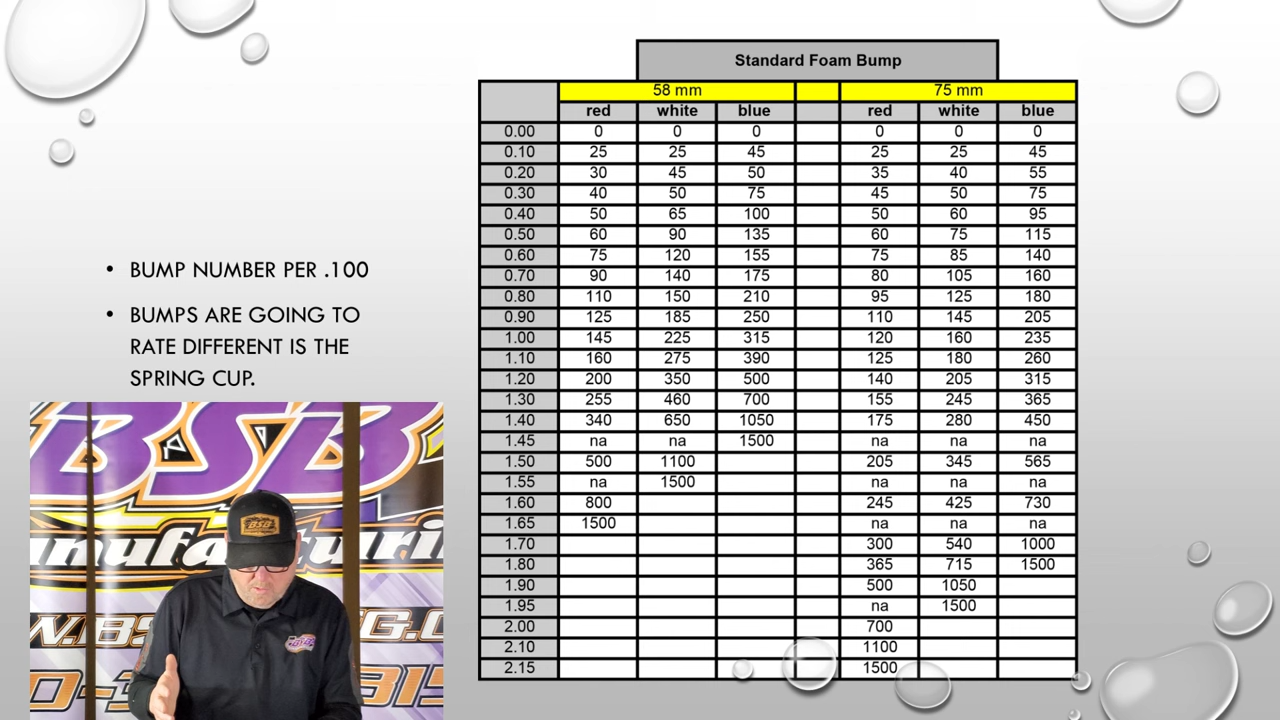 Standard Foam Bump
58 mm 75 mm
red white blue red white blue
0.00 0 0 0 0 0 0
0.10 25 25 45 25 25 45
0.20 30 45 50 35 40 55
0.30 40 50 75 45 50 75
0.40 50 65 100 50 60 95
0.50 60 90 135 60 75 115
0.60 75 120 155 75 85 140
0.70 90 140 175 80 105 160
0.80 110 150 210 95 125 180
0.90 125 185 250 110 145 205
1.00 145 225 315 120 160 235
1.10 160 275 390 125 180 260
1.20 200 350 500 140 205 315
1.30 255 460 700 155 245 365
1.40 340 650 1050 175 280 450
1.45 na na 1500 na na na
1.50 500 1100 205 345 565
1.55 na 1500 na na na
1.60 800 245 425 730
1.65 1500 na na na
1.70 300 540 1000
1.80 365 715 1500
1.90 500 1050
1.95 na 1500
2.00 700
2.10 1100
2.15 1500
• BUMP NUMBER PER .100
• BUMPS ARE GOING TO
RATE DIFFERENT IS THE
SPRING CUP.
BSB
BSB